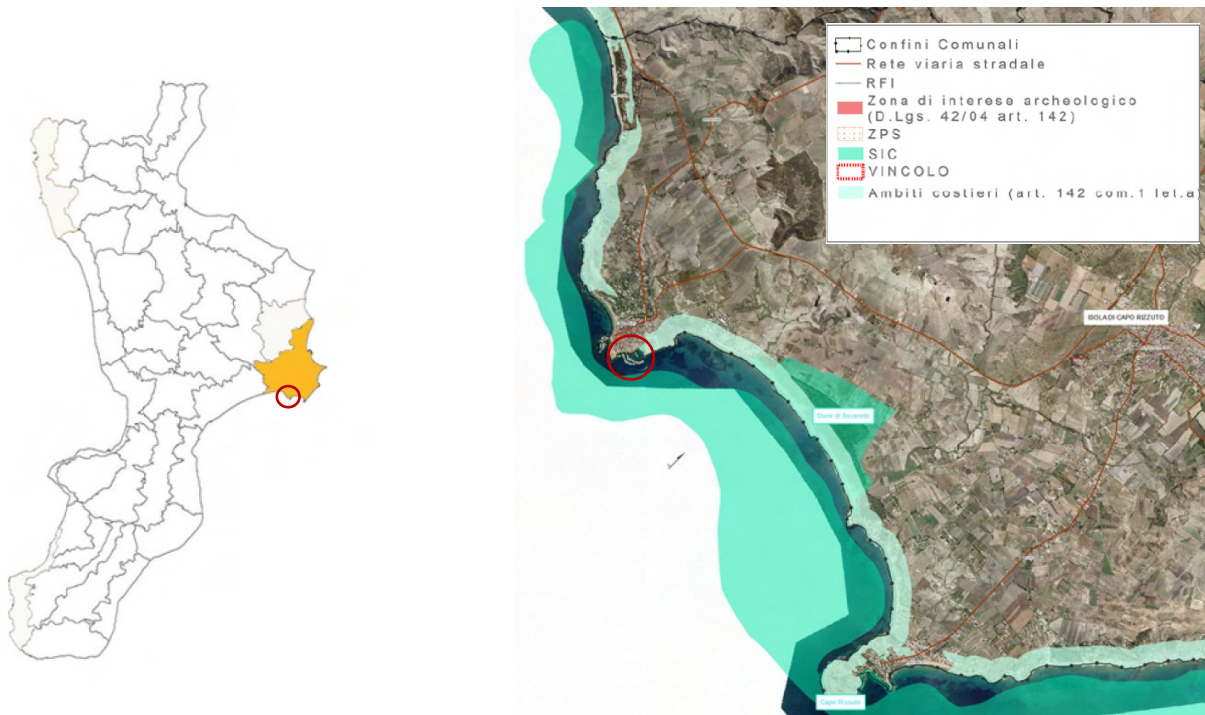 Confini Comunali
Rete viaria stradale
RFI
Zona di interese archeologico
(D.Lgs. 42/04 art. 142)
ZPS
SIC
VINCOLO
Ambiti costieri (art. 142 com.1 let.a
ISOLA DI CAPO RIZZUTO
Dune di Sovereto
Capo Rizzuto